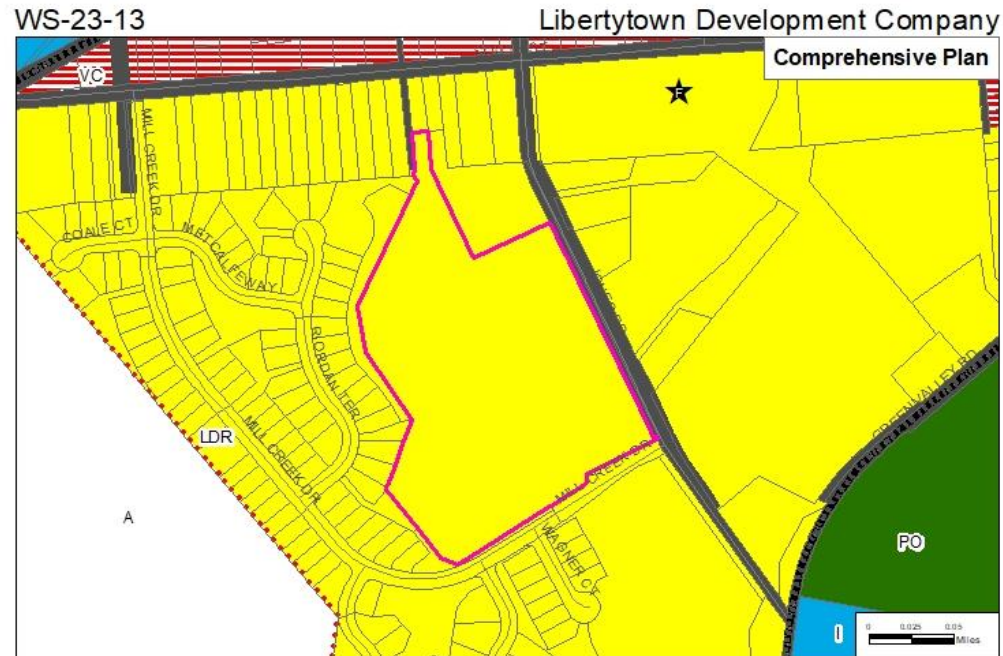 WS-23-13
Libertytown Development Company
Comprehensive Plan
VC
F
MILL CREEK DR
COALE CT
METCALFE WAY
RIORDAN TER
LDR
MILL CREEK DR
A
MILL CREEK DR
WAGNER CT
GREEN VALLEY RD
PO
I
0 0.025 0.05
Miles